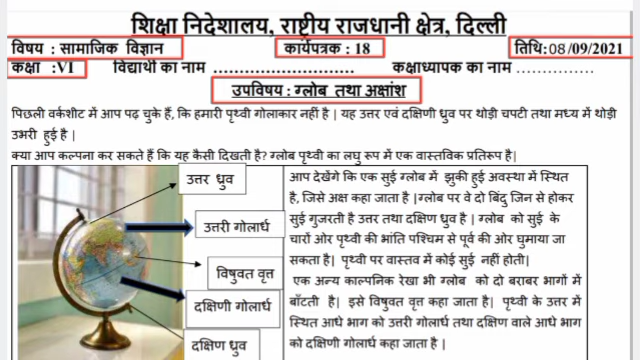 शिक्षा निदेशालय, राष्ट्रीय राजधानी क्षेत्र, दिल्ली
विषय : सामाजिक विज्ञान कार्यपत्रक : 18 तिथि:08/09/2021
कक्षा :VI विद्यार्थी का नाम ........................... कक्षाध्यापक का नाम ...............
उपविषय : ग्लोब तथा अक्षांश
पिछली वर्कशीट में आप पढ़ चुके हैं, कि हमारी पृथ्वी गोलाकार नहीं है | यह उत्तर एवं दक्षिणी ध्रुव पर थोड़ी चपटी तथा मध्य में थोड़ी
उभरी हुई है |
क्या आप कल्पना कर सकते हैं कि यह कैसी दिखती है? ग्लोब पृथ्वी का लघु रूप में एक वास्तविक प्रतिरूप है|
उत्तर ध्रुव
उत्तरी गोलार्ध
विषुवत वृत्त
दक्षिणी गोलार्ध
दक्षिण ध्रुव
आप देखेंगे कि एक सुई ग्लोब में झुकी हुई अवस्था में स्थित
है, जिसे अक्ष कहा जाता है |ग्लोब पर वे दो बिंदु जिन से होकर
सुई गुजरती है उत्तर तथा दक्षिण ध्रुव है | ग्लोब को सुई के
चारों ओर पृथ्वी की भांति पश्चिम से पूर्व की ओर घुमाया जा
सकता है| पृथ्वी पर वास्तव में कोई सुई नहीं होती|
एक अन्य काल्पनिक रेखा भी ग्लोब को दो बराबर भागों में
बाँटती है | इसे विषुवत वृत्त कहा जाता है| पृथ्वी के उत्तर में
स्थित आधे भाग को उत्तरी गोलार्ध तथा दक्षिण वाले आधे भाग
को दक्षिणी गोलार्ध कहा जाता है |